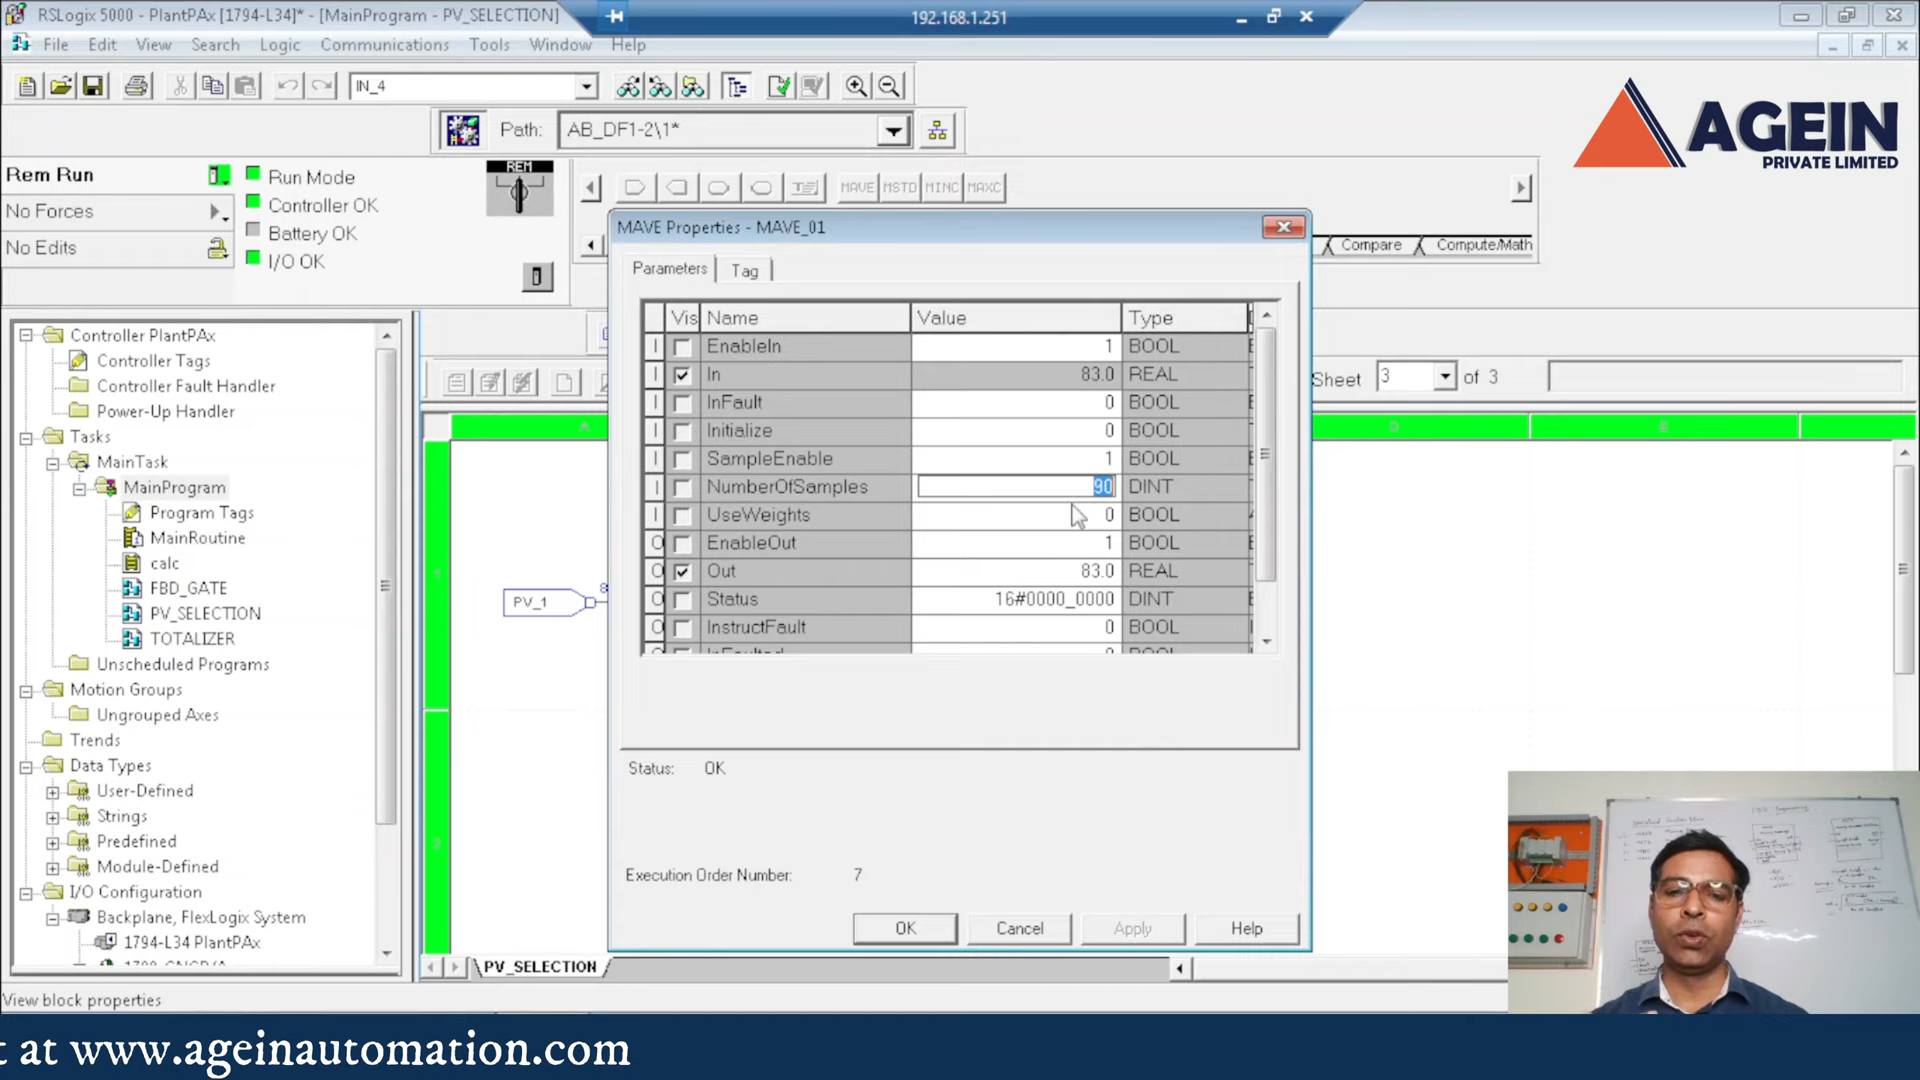 RSLogix 5000 - PlantPAx [1794-L34]* - [MainProgram - PV_SELECTION]
192.168.1.251
File Edit View Search Logic Communications Tools Window Help
IN_4
Path: AB_DF1-2\1*
AGEIN
PRIVATE LIMITED
Rem Run
No Forces
No Edits
Run Mode
Controller OK
Battery OK
I/O OK
REM
MAVE MSTD MINC MAXC
Compare Compute/Math
MAVE Properties - MAVE_01
Parameters Tag
Vis Name Value Type
I EnableIn 1 BOOL
I In 83.0 REAL
I InFault 0 BOOL
I Initialize 0 BOOL
I SampleEnable 1 BOOL
I NumberOfSamples 90 DINT
I UseWeights 0 BOOL
O EnableOut 1 BOOL
O Out 83.0 REAL
O Status 16#0000_0000 DINT
O InstructFault 0 BOOL
Status: OK
Execution Order Number: 7
OK Cancel Apply Help
Sheet 3 of 3
A D E
1
2
PV_1
Controller PlantPAx
Controller Tags
Controller Fault Handler
Power-Up Handler
Tasks
MainTask
MainProgram
Program Tags
MainRoutine
calc
FBD_GATE
PV_SELECTION
TOTALIZER
Unscheduled Programs
Motion Groups
Ungrouped Axes
Trends
Data Types
User-Defined
Strings
Predefined
Module-Defined
I/O Configuration
Backplane, FlexLogix System
1794-L34 PlantPAx
PV_SELECTION
View block properties
t at www.ageinautomation.com